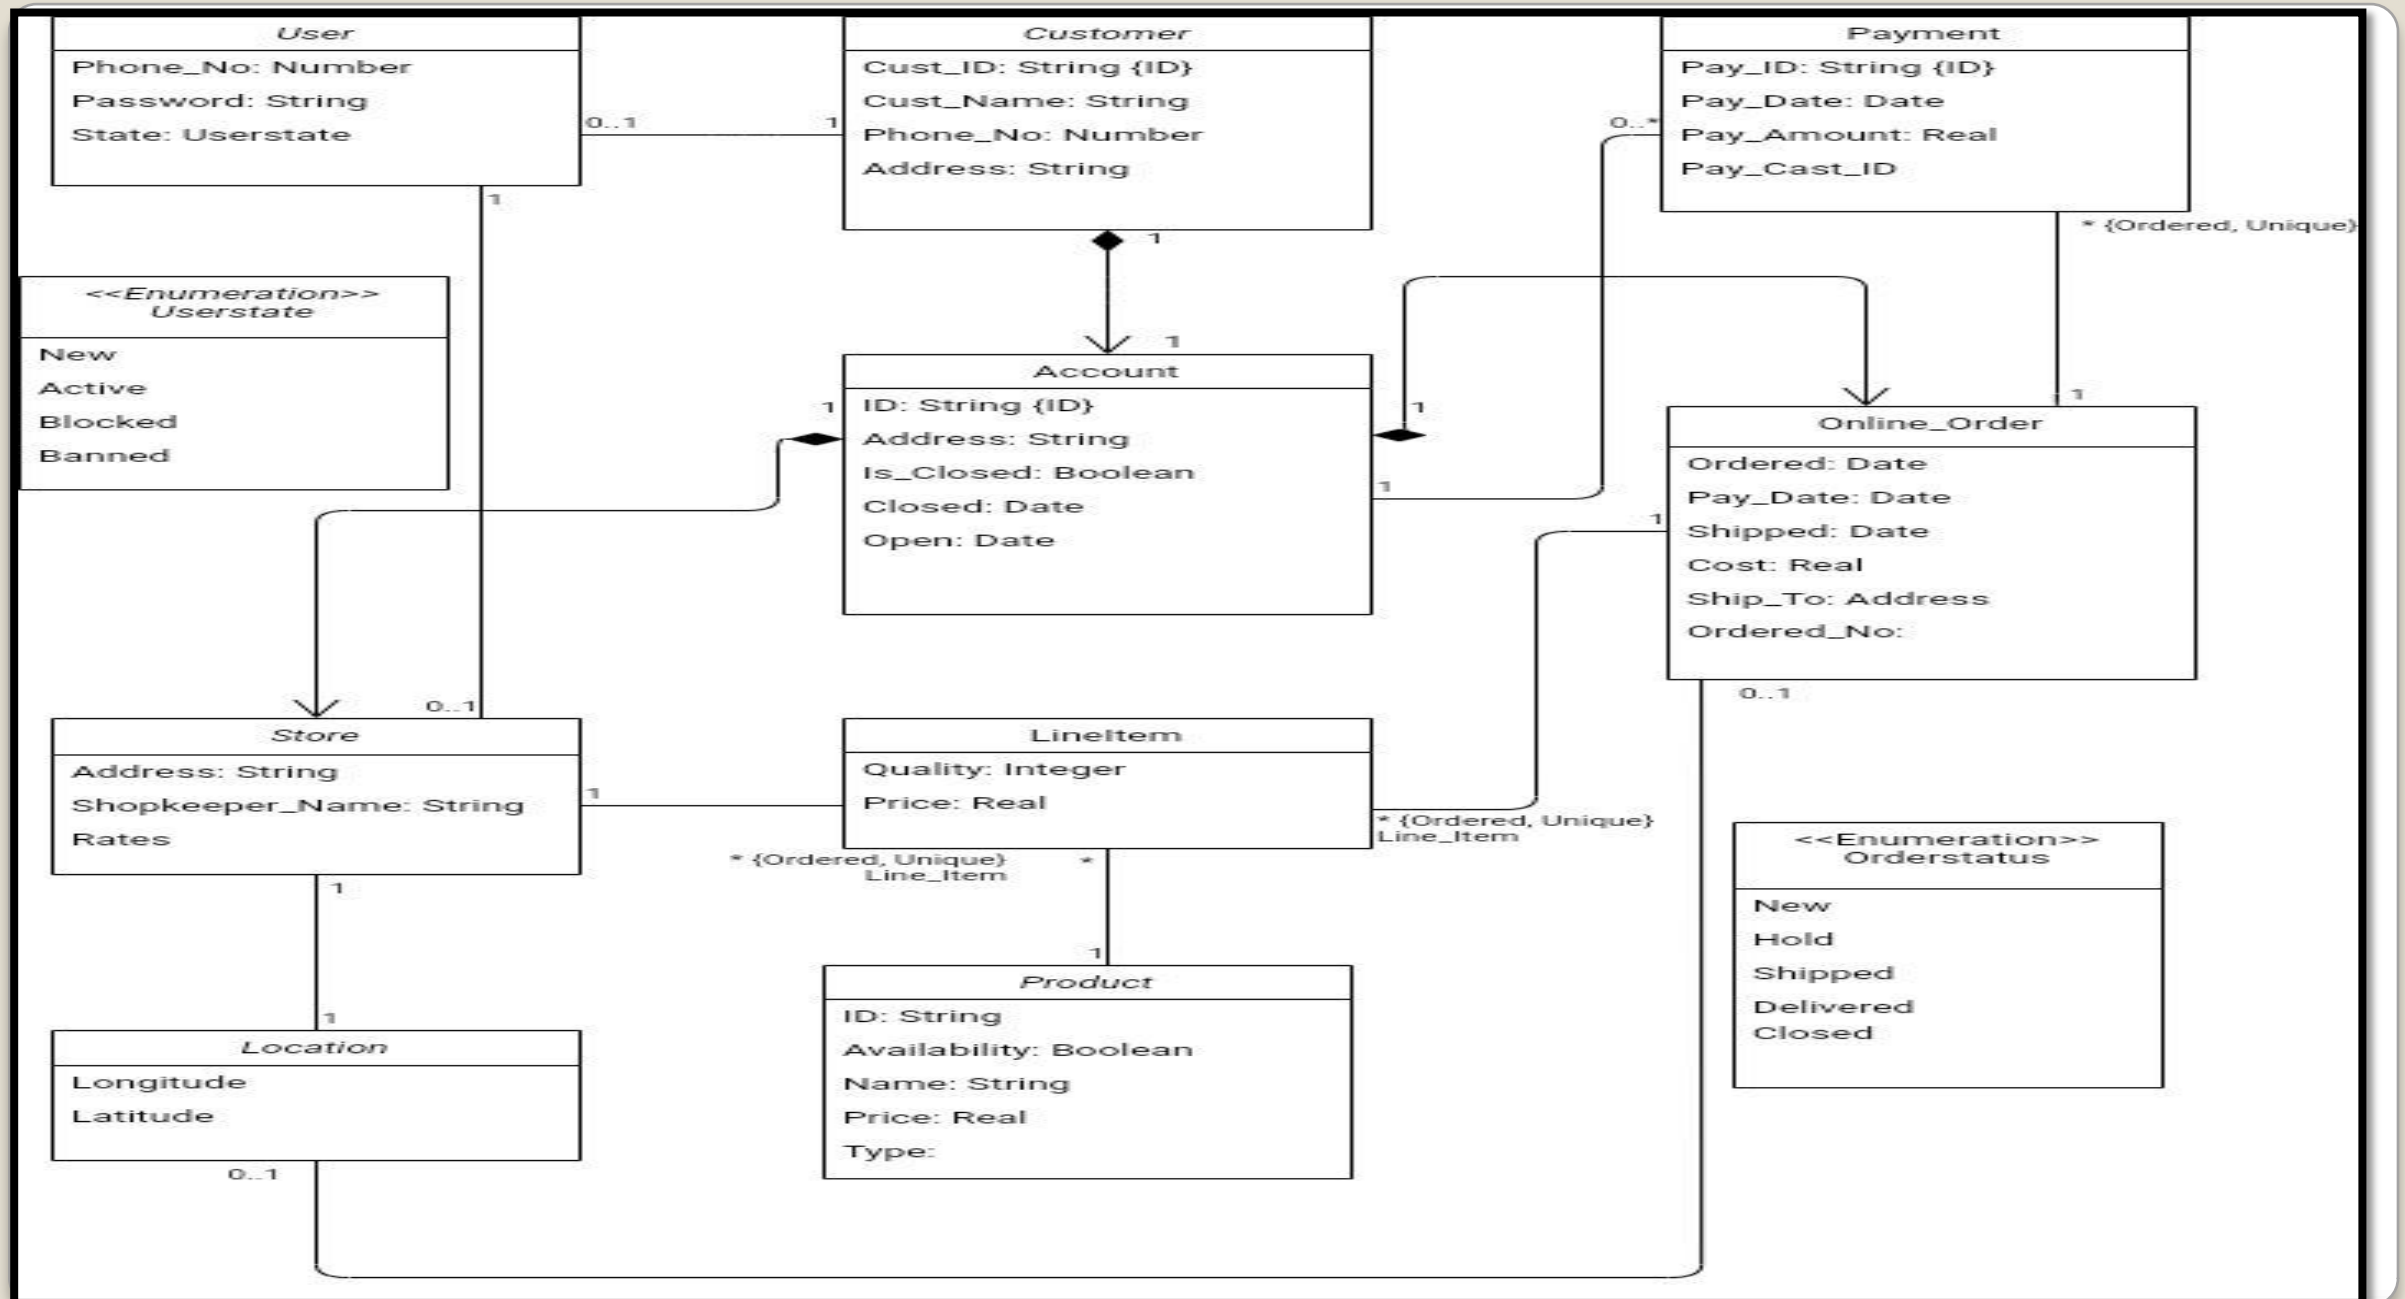 User
Phone_No: Number
Password: String
State: Userstate
0..1
1
1
Customer
Cust_ID: String {ID}
Cust_Name: String
Phone_No: Number
Address: String
1
Payment
Pay_ID: String {ID}
Pay_Date: Date
Pay_Amount: Real
Pay_Cast_ID
0..*
* {Ordered, Unique}
<<Enumeration>>
Userstate
New
Active
Blocked
Banned
1
Account
ID: String {ID}
Address: String
Is_Closed: Boolean
Closed: Date
Open: Date
1
1
1
1
Online_Order
Ordered: Date
Pay_Date: Date
Shipped: Date
Cost: Real
Ship_To: Address
Ordered_No:
1
0..1
0..1
Store
Address: String
Shopkeeper_Name: String
Rates
1
1
LineItem
Quality: Integer
Price: Real
* {Ordered, Unique}
Line_Item
* {Ordered, Unique}
Line_Item
*
1
<<Enumeration>>
Orderstatus
New
Hold
Shipped
Delivered
Closed
1
Location
Longitude
Latitude
0..1
Product
ID: String
Availability: Boolean
Name: String
Price: Real
Type: